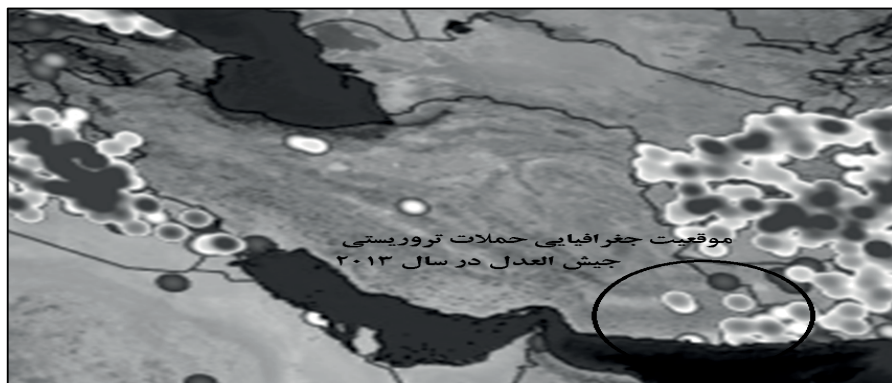 موقعیت جغرافیایی حملات تروریستی
جیش العدل در سال ۲۰۱۳